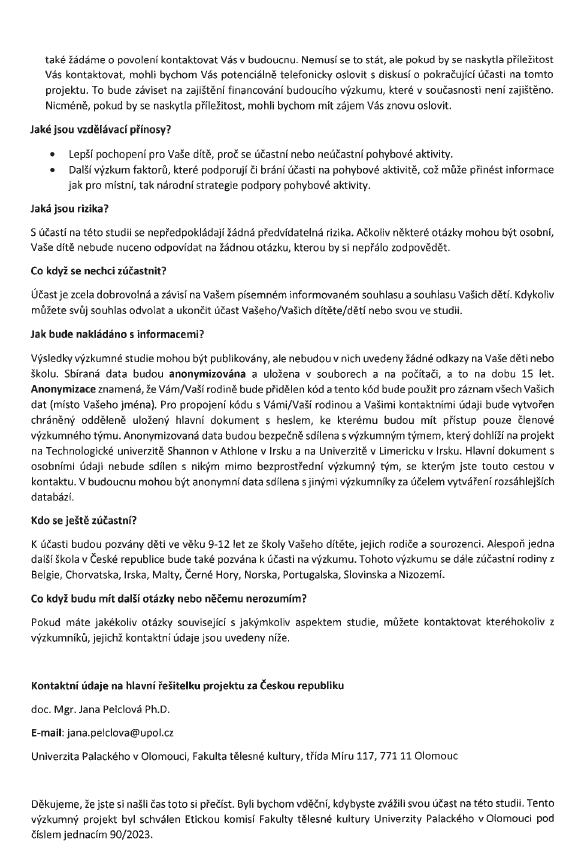 také žádáme o povolení kontaktovat Vás v budoucnu. Nemusí se to stát, ale pokud by se naskytla příležitost
Vás kontaktovat, mohli bychom Vás potenciálně telefonicky oslovit s diskusí o pokračující účasti na tomto
projektu. To bude záviset na zajištění financování budoucího výzkumu, které v současnosti není zajištěno.
Nicméně, pokud by se naskytla příležitost, mohli bychom mít zájem Vás znovu oslovit.
Jaké jsou vzdělávací přínosy?
• Lepší pochopení pro Vaše dítě, proč se účastní nebo neúčastní pohybové aktivity.
• Další výzkum faktorů, které podporují či brání účasti na pohybové aktivitě, což může přinést informace
jak pro místní, tak národní strategie podpory pohybové aktivity.
Jaká jsou rizika?
S účastí na této studii se nepředpokládají žádná předvídatelná rizika. Ačkoliv některé otázky mohou být osobní,
Vaše dítě nebude nuceno odpovídat na žádnou otázku, kterou by si nepřálo zodpovědět.
Co když se nechci zúčastnit?
Účast je zcela dobrovolná a závisí na Vašem písemném informovaném souhlasu a souhlasu Vašich dětí. Kdykoliv
můžete svůj souhlas odvolat a ukončit účast Vašeho/Vašich dítěte/dětí nebo svou ve studii.
Jak bude nakládáno s informacemi?
Výsledky výzkumné studie mohou být publikovány, ale nebudou v nich uvedeny žádné odkazy na Vaše děti nebo
školu. Sbíraná data budou anonymizována a uložena v souborech a na počítači, a to na dobu 15 let.
Anonymizace znamená, že Vám/Vaší rodině bude přidělen kód a tento kód bude použit pro záznam všech Vašich
dat (místo Vašeho jména). Pro propojení kódu s Vámi/Vaší rodinou a Vašimi kontaktními údaji bude vytvořen
chráněný odděleně uložený hlavní dokument s heslem, ke kterému budou mít přístup pouze členové
výzkumného týmu. Anonymizovaná data budou bezpečně sdílena s výzkumným týmem, který dohlíží na projekt
na Technologické univerzitě Shannon v Athlone v Irsku a na Univerzitě v Limericku v Irsku. Hlavní dokument s
osobními údaji nebude sdílen s nikým mimo bezprostřední výzkumný tým, se kterým jste touto cestou v
kontaktu. V budoucnu mohou být anonymní data sdílena s jinými výzkumníky za účelem vytváření rozsáhlejších
databází.
Kdo se ještě zúčastní?
K účasti budou pozvány děti ve věku 9-12 let ze školy Vašeho dítěte, jejich rodiče a sourozenci. Alespoň jedna
další škola v České republice bude také pozvána k účasti na výzkumu. Tohoto výzkumu se dále zúčastní rodiny z
Belgie, Chorvatska, Irska, Malty, Černé Hory, Norska, Portugalska, Slovinska a Nizozemí.
Co když budu mít další otázky nebo něčemu nerozumím?
Pokud máte jakékoliv otázky související s jakýmkoliv aspektem studie, můžete kontaktovat kteréhokoliv z
výzkumníků, jejichž kontaktní údaje jsou uvedeny níže.
Kontaktní údaje na hlavní řešitelku projektu za Českou republiku
doc. Mgr. Jana Pelclová Ph.D.
E-mail: jana.pelclova@upol.cz
Univerzita Palackého v Olomouci, Fakulta tělesné kultury, třída Míru 117, 771 11 Olomouc
Děkujeme, že jste si našli čas toto si přečíst. Byli bychom vděční, kdybyste zvážili svou účast na této studii. Tento
výzkumný projekt byl schválen Etickou komisí Fakulty tělesné kultury Univerzity Palackého v Olomouci pod
číslem jednacím 90/2023.